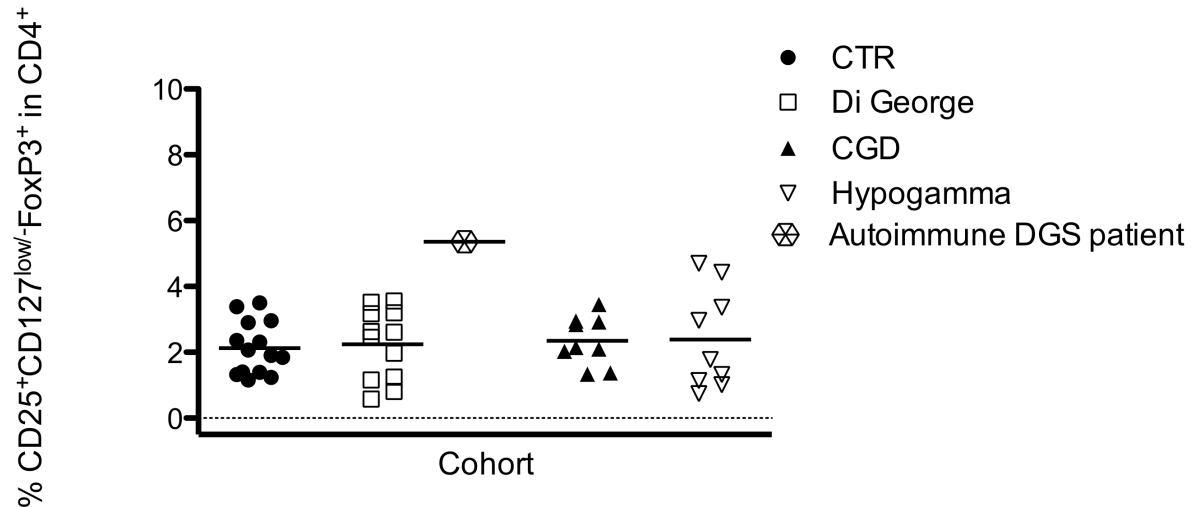 % CD25⁺CD127ˡᵒʷ/⁻FoxP3⁺ in CD4⁺
10
8
6
4
2
0
Cohort
CTR
Di George
CGD
Hypogamma
Autoimmune DGS patient